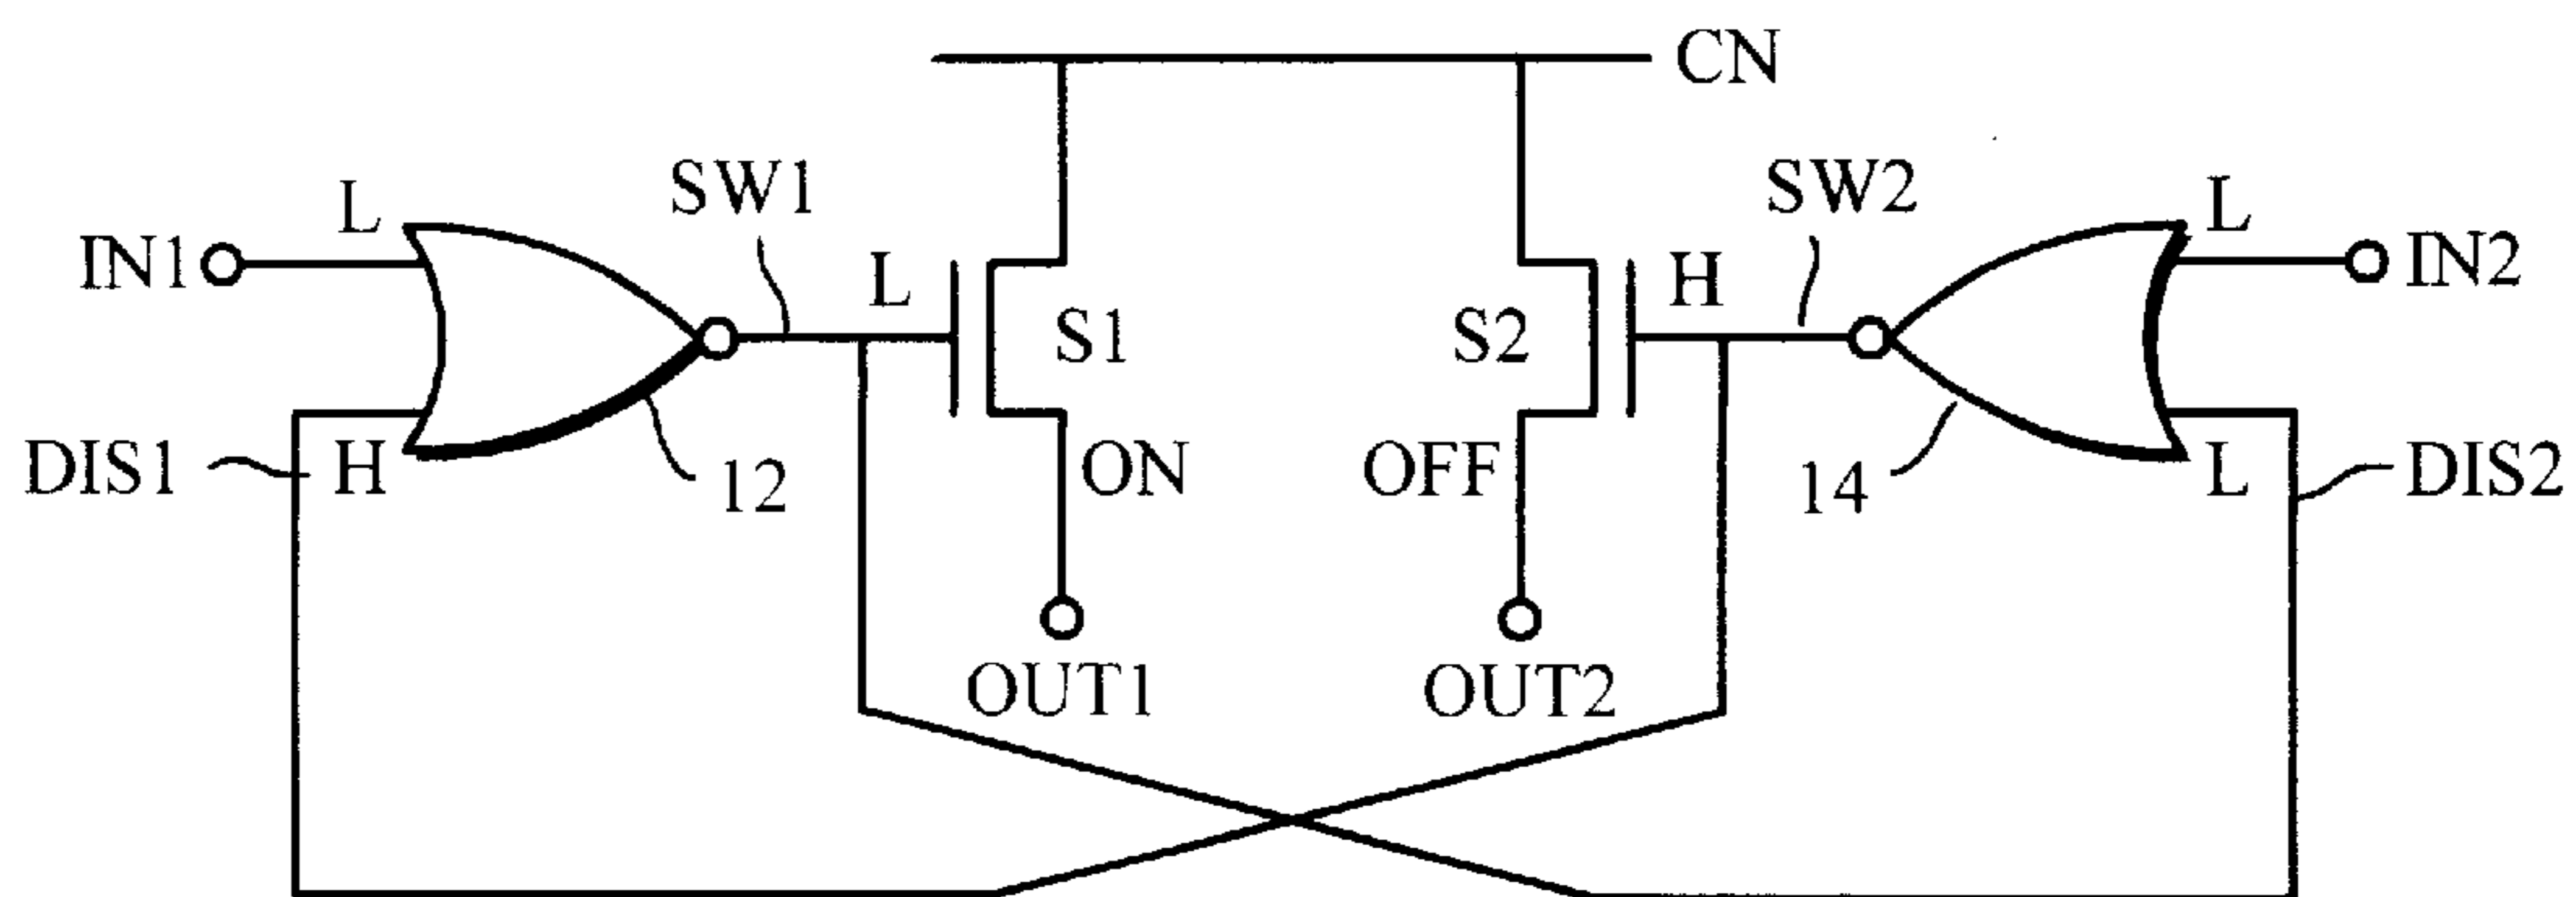 CN
SW1
SW2
L
L
IN1
L
H
IN2
S1
S2
DIS1
H
12
ON
OFF
14
L
DIS2
OUT1
OUT2